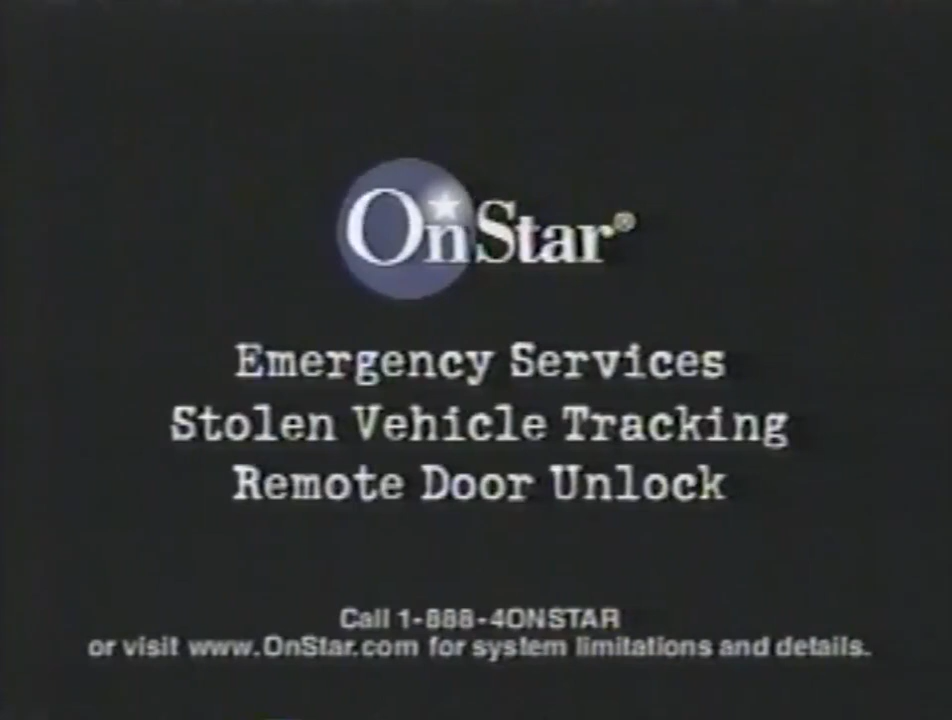 OnStar®
Emergency Services
Stolen Vehicle Tracking
Remote Door Unlock
Call 1-888-4ONSTAR
or visit www.OnStar.com for system limitations and details.